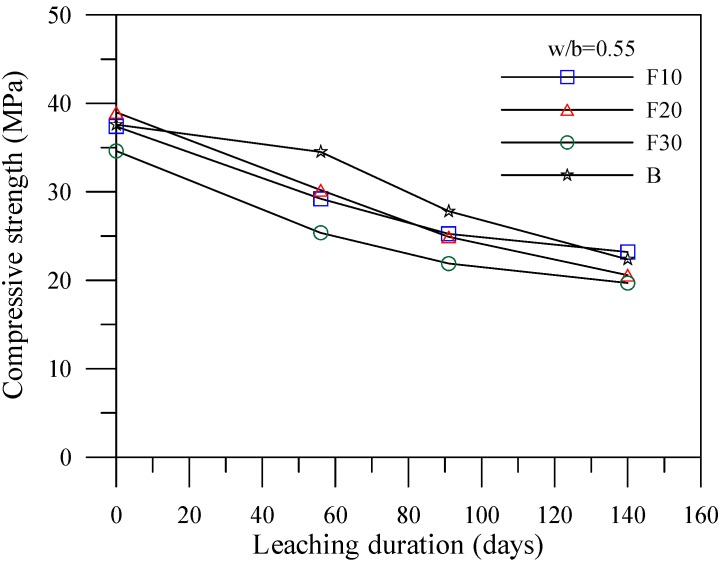 50
40
30
20
10
0
Compressive strength (MPa)
w/b=0.55
F10
F20
F30
B
0 20 40 60 80 100 120 140 160
Leaching duration (days)